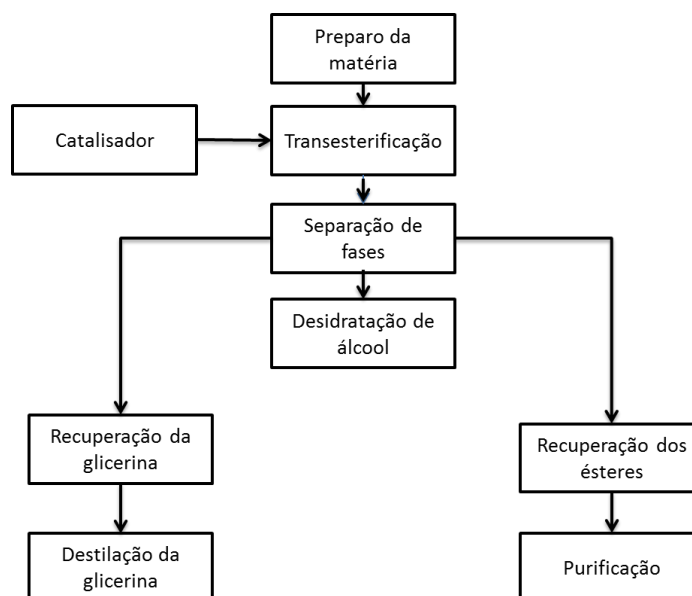 Preparo da
matéria
Catalisador
Transesterificação
Separação de
fases
Desidratação de
álcool
Recuperação da
glicerina
Recuperação dos
ésteres
Destilação da
glicerina
Purificação